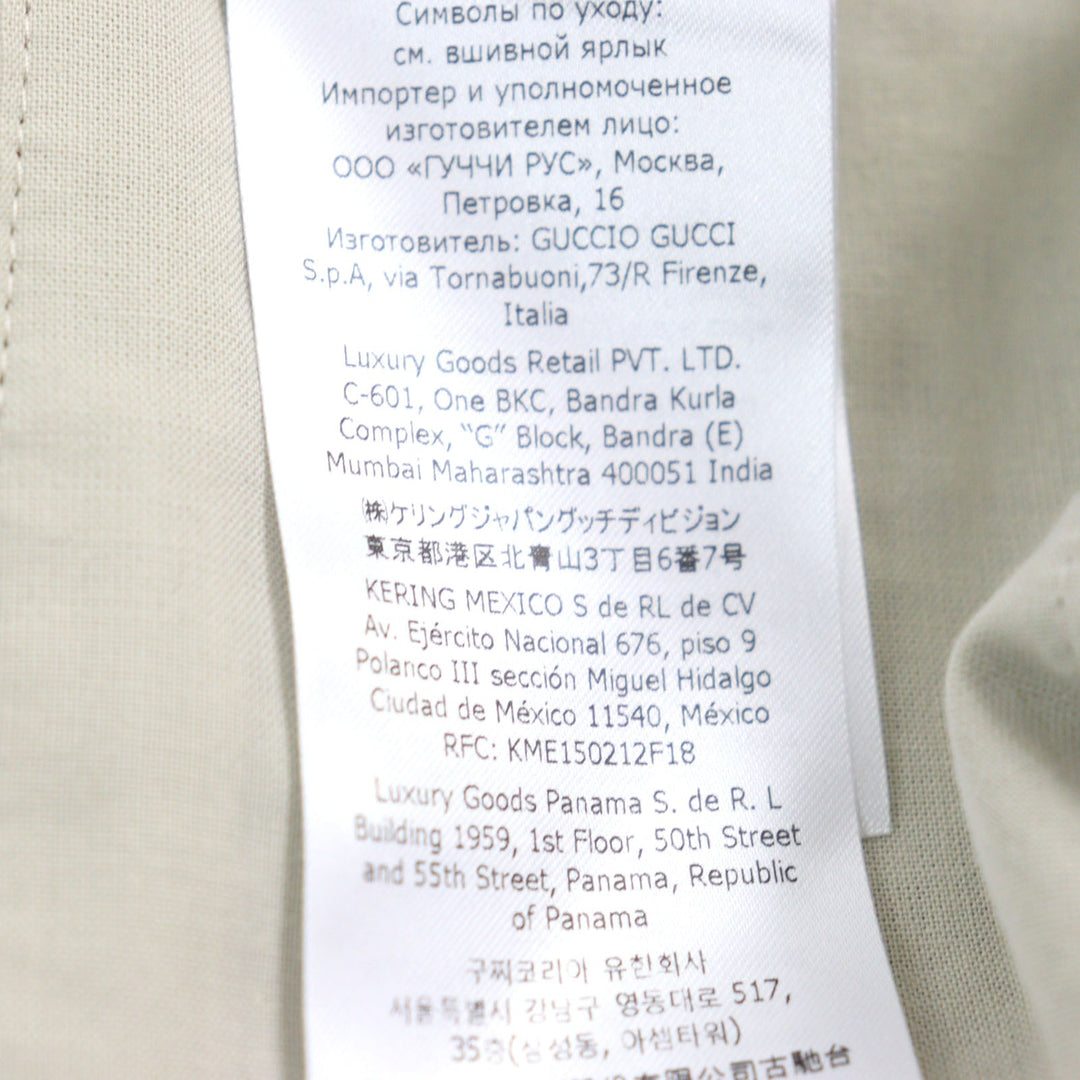 Символы по уходу:
см. вшивной ярлык
Импортер и уполномоченное
изготовителем лицо:
ООО «ГУЧЧИ РУС», Москва,
Петровка, 16
Изготовитель: GUCCIO GUCCI
S.p.A, via Tornabuoni,73/R Firenze,
Italia
Luxury Goods Retail PVT. LTD.
C-601, One BKC, Bandra Kurla
Complex, “G” Block, Bandra (E)
Mumbai Maharashtra 400051 India
㈱ケリングジャパングッチディビジョン
東京都港区北青山3丁目6番7号
KERING MEXICO S de RL de CV
Av. Ejército Nacional 676, piso 9
Polanco III sección Miguel Hidalgo
Ciudad de México 11540, México
RFC: KME150212F18
Luxury Goods Panama S. de R. L
Building 1959, 1st Floor, 50th Street
and 55th Street, Panama, Republic
of Panama
구찌코리아 유한회사
서울특별시 강남구 영동대로 517,
35층(삼성동, 아셈타워)
有限公司古馳台